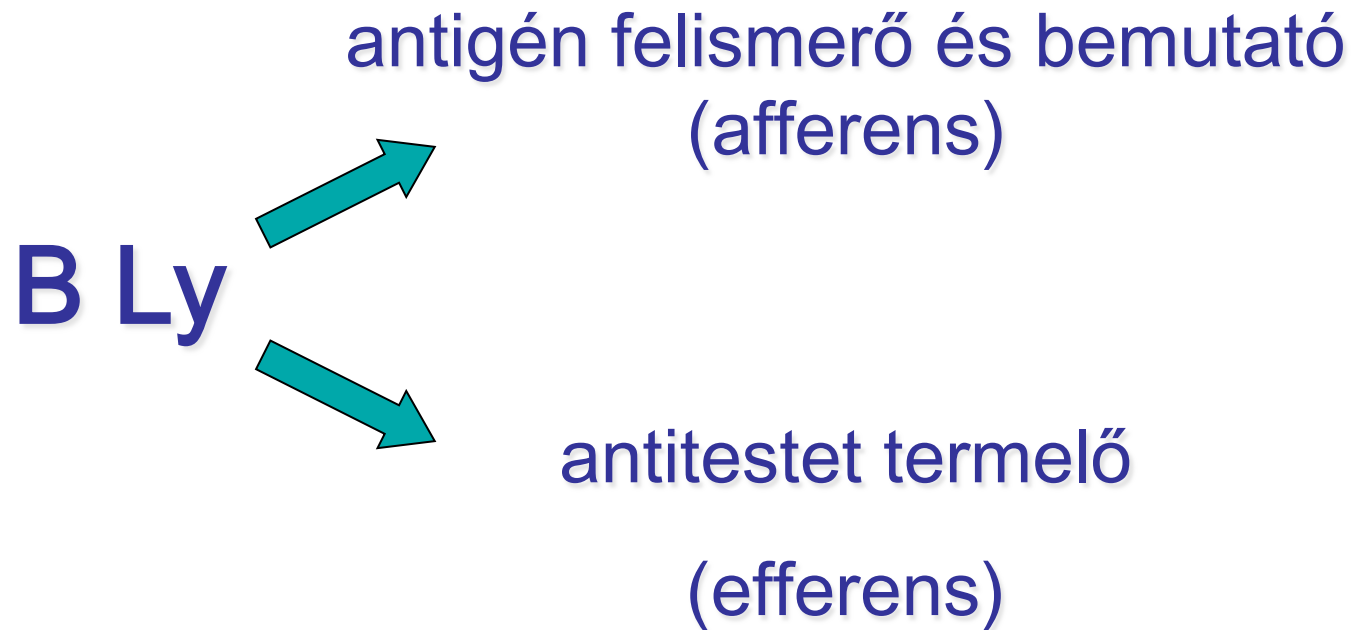 antigén felismerő és bemutató
(afferens)
B Ly
antitestet termelő
(efferens)